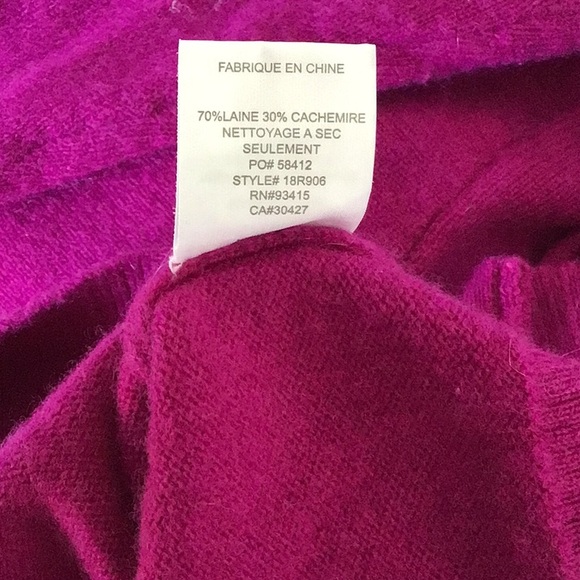 FABRIQUE EN CHINE
70%LAINE 30% CACHEMIRE
NETTOYAGE A SEC
SEULEMENT
PO# 58412
STYLE# 18R906
RN#93415
CA#30427